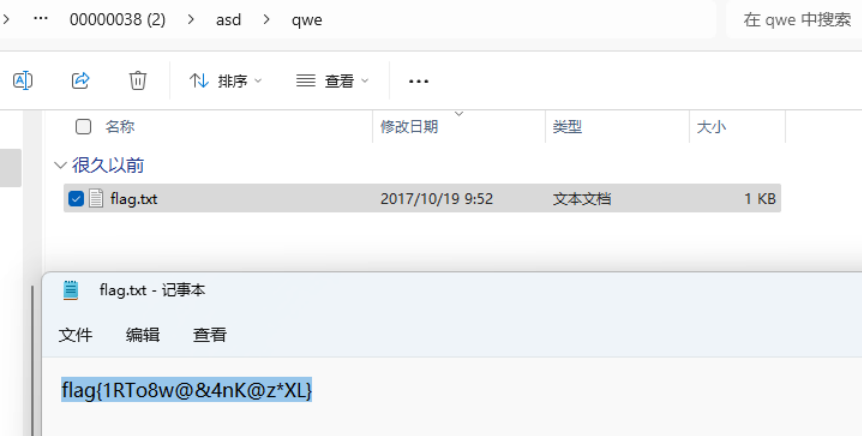 … 00000038 (2) > asd > qwe
在 qwe 中搜索
排序 查看 …
名称 修改日期 类型 大小
很久以前
flag.txt 2017/10/19 9:52 文本文档 1 KB
flag.txt - 记事本
文件 编辑 查看
flag{1RTo8w@&4nK@z*XL}